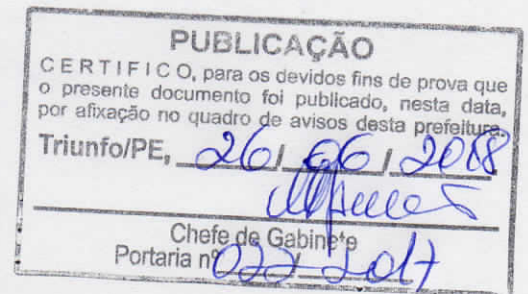 PUBLICAÇÃO
CERTIFICO, para os devidos fins de prova que
o presente documento foi publicado, nesta data,
por afixação no quadro de avisos desta prefeitura.
Triunfo/PE, 26/06/2018
Chefe de Gabinete
Portaria nº 022/2017